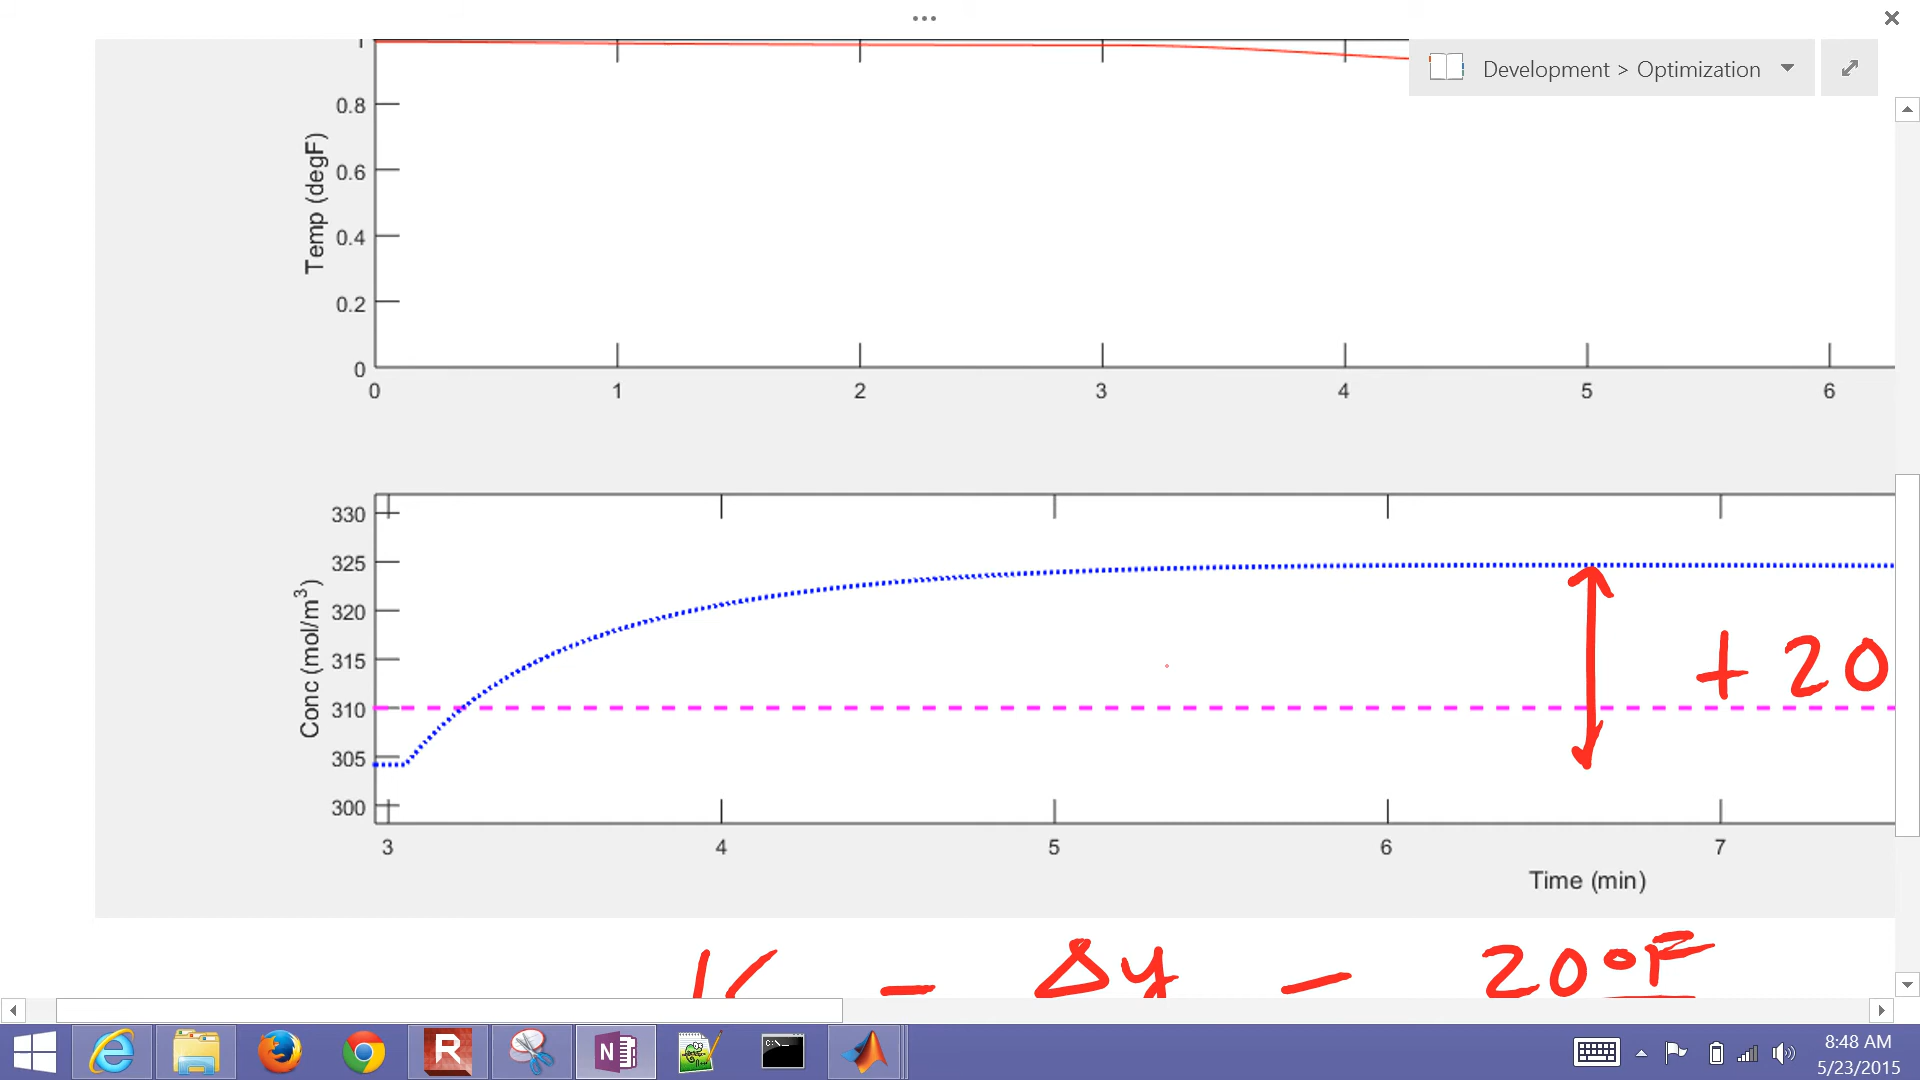 Development > Optimization
1
0.8
0.6
0.4
0.2
0
Temp (degF)
0 1 2 3 4 5 6
330
325
320
315
310
305
300
Conc (mol/m³)
+ 20
3 4 5 6 7
Time (min)
K = Δy = 20°F
N
R
C:\_
8:48 AM
5/23/2015